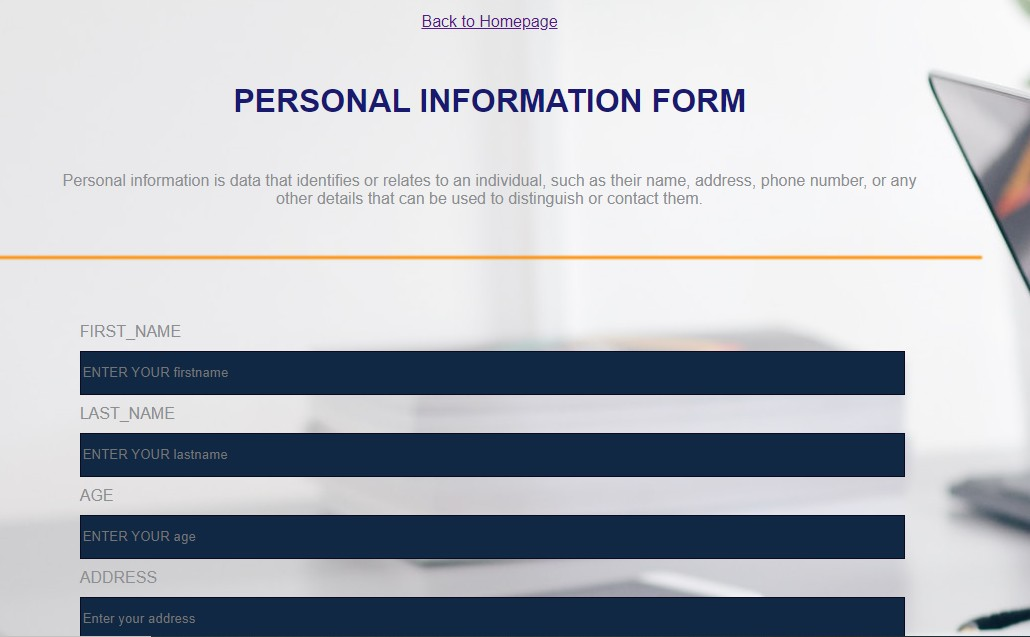 Back to Homepage
PERSONAL INFORMATION FORM
Personal information is data that identifies or relates to an individual, such as their name, address, phone number, or any
other details that can be used to distinguish or contact them.
FIRST_NAME
ENTER YOUR firstname
LAST_NAME
ENTER YOUR lastname
AGE
ENTER YOUR age
ADDRESS
Enter your address